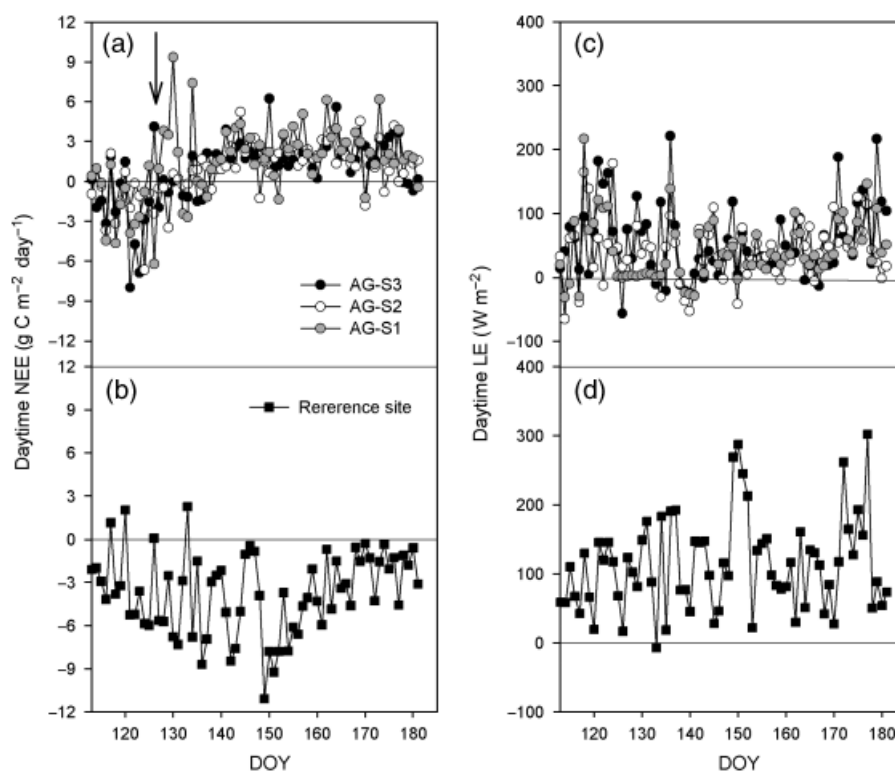 (a)
12
9
6
3
0
−3
−6
−9
−12
AG-S3
AG-S2
AG-S1
Daytime NEE (g C m⁻² day⁻¹)
(b)
12
9
6
3
0
−3
−6
−9
−12
Rererence site
120 130 140 150 160 170 180
DOY
(c)
400
300
200
100
0
−100
Daytime LE (W m⁻²)
(d)
400
300
200
100
0
−100
120 130 140 150 160 170 180
DOY